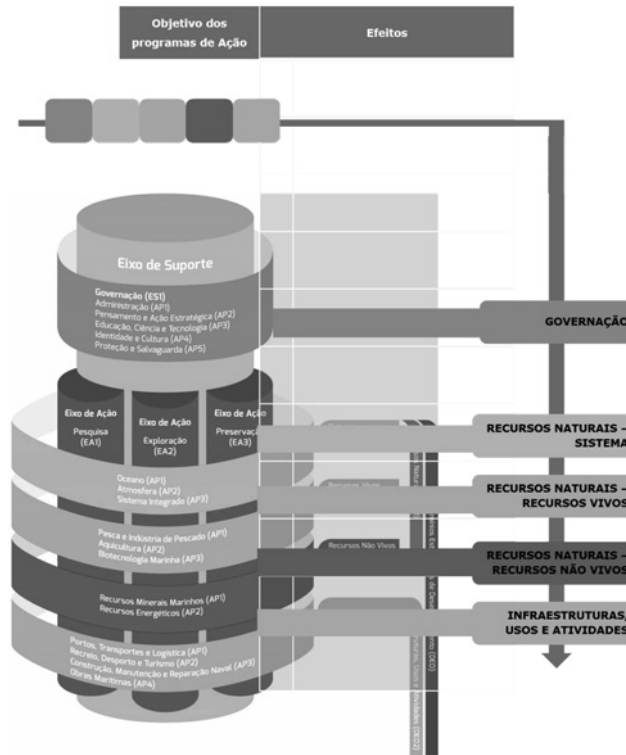 Objetivo dos
programas de Ação
Efeitos
Eixo de Suporte
Governação (ES1)
Administração (AP1)
Pensamento e Ação Estratégica (AP2)
Educação, Ciência e Tecnologia (AP3)
Identidade e Cultura (AP4)
Proteção e Salvaguarda (AP5)
GOVERNAÇÃO
Eixo de Ação
Pesquisa
(EA1)
Eixo de Ação
Exploração
(EA2)
Eixo de Ação
Preservaçã
(EA3)
RECURSOS NATURAIS –
SISTEMA
Oceano (AP1)
Atmosfera (AP2)
Sistema Integrado (AP3)
Recursos Vivos
RECURSOS NATURAIS –
RECURSOS VIVOS
Pesca e Indústria de Pescado (AP1)
Aquicultura (AP2)
Biotecnologia Marinha (AP3)
Recursos Não Vivos
RECURSOS NATURAIS –
RECURSOS NÃO VIVOS
Recursos Minerais Marinhos (AP1)
Recursos Energéticos (AP2)
INFRAESTRUTURAS,
USOS E ATIVIDADES
Portos, Transportes e Logística (AP1)
Recreio, Desporto e Turismo (AP2)
Construção, Manutenção e Reparação Naval (AP3)
Obras Marítimas (AP4)
Usos e Atividades (OED2)